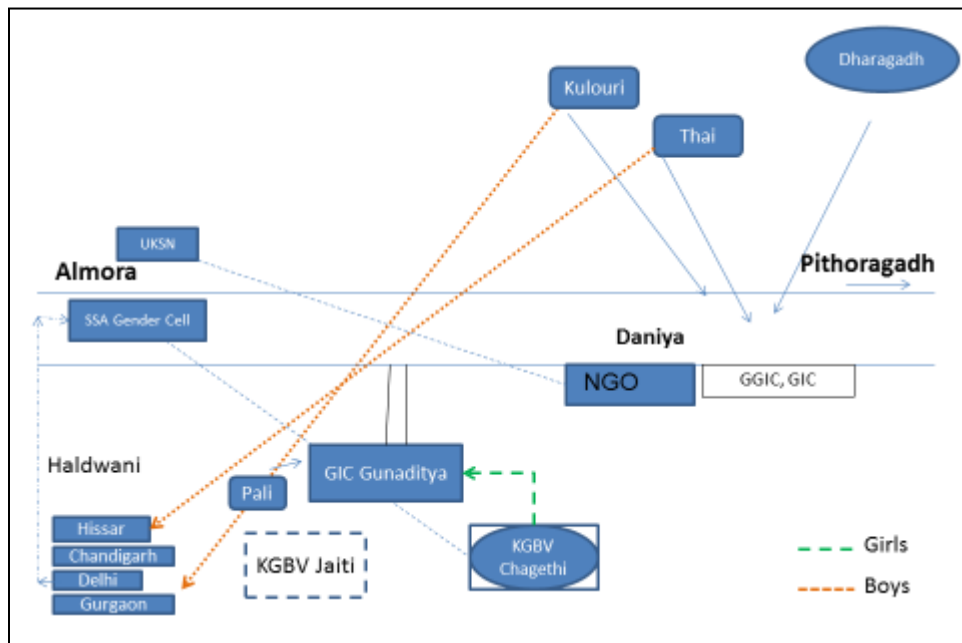 Dharagadh
Kulouri
Thai
UKSN
Almora
Pithoragadh
SSA Gender Cell
Daniya
NGO
GGIC, GIC
Haldwani
GIC Gunaditya
Pali
Hissar
Chandigarh
Delhi
Gurgaon
KGBV Jaiti
KGBV
Chagethi
Girls
Boys